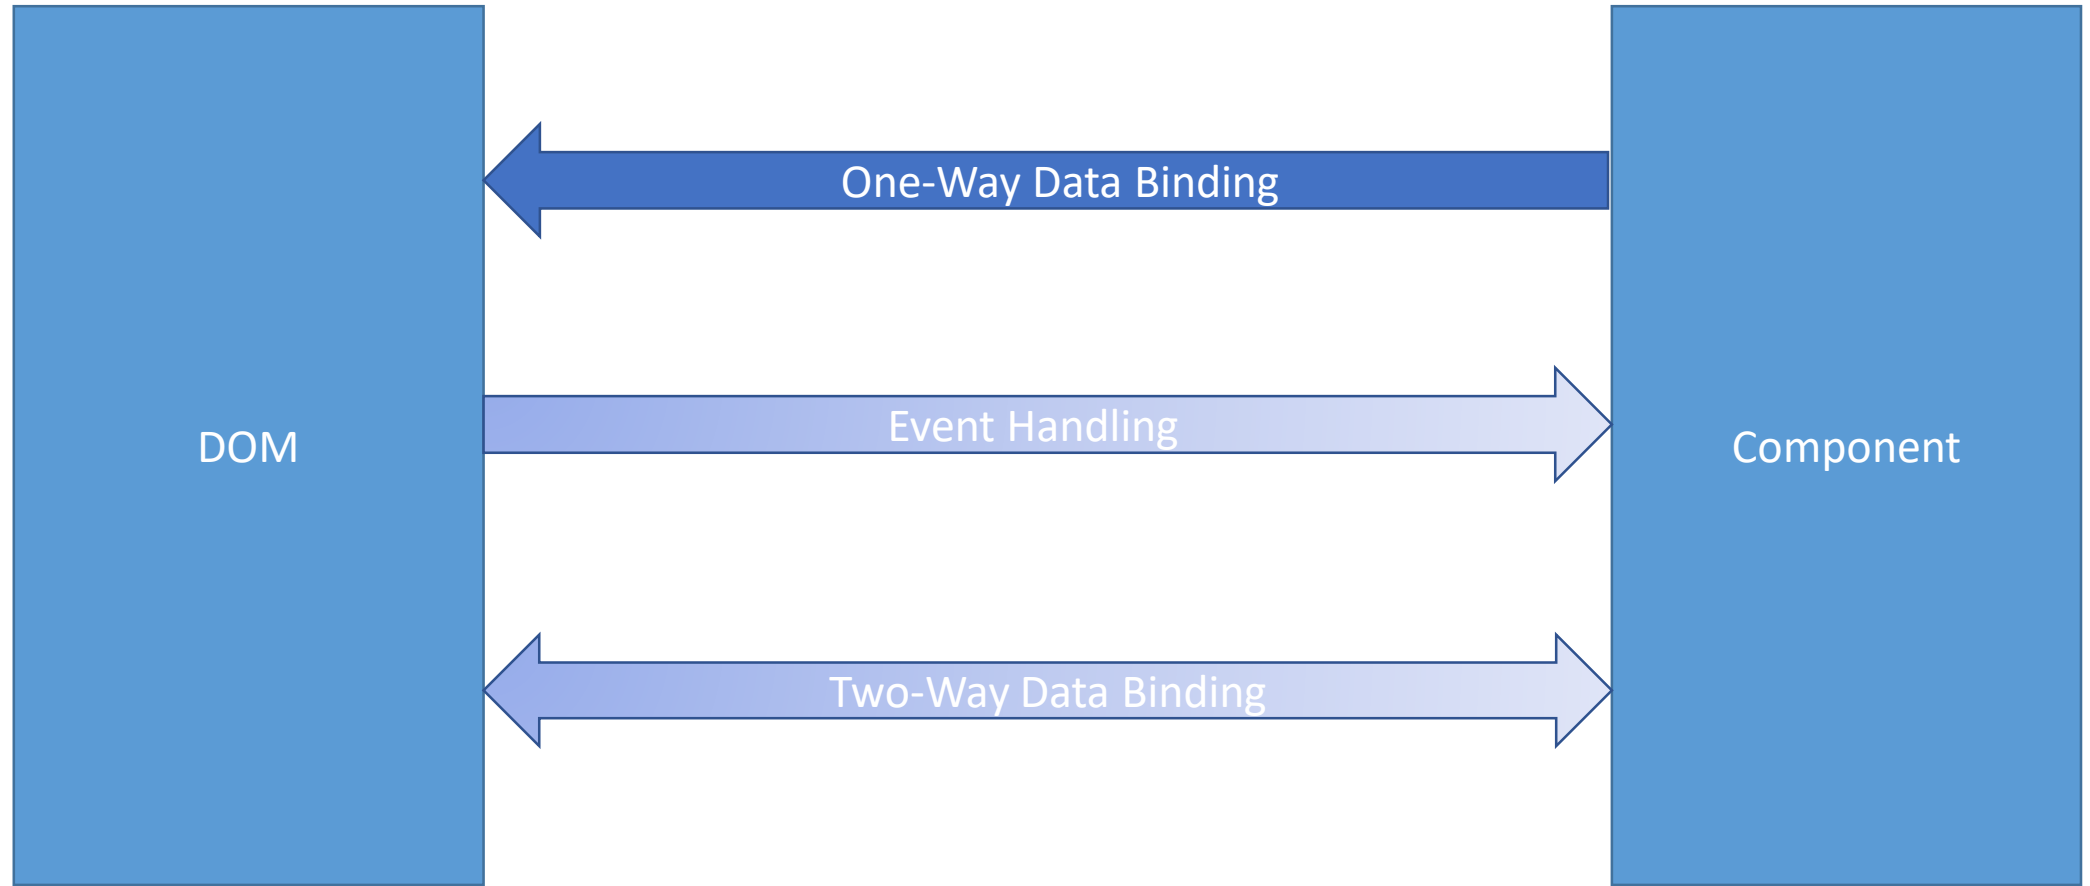 One-Way Data Binding
Event Handling
DOM
Component
Two-Way Data Binding